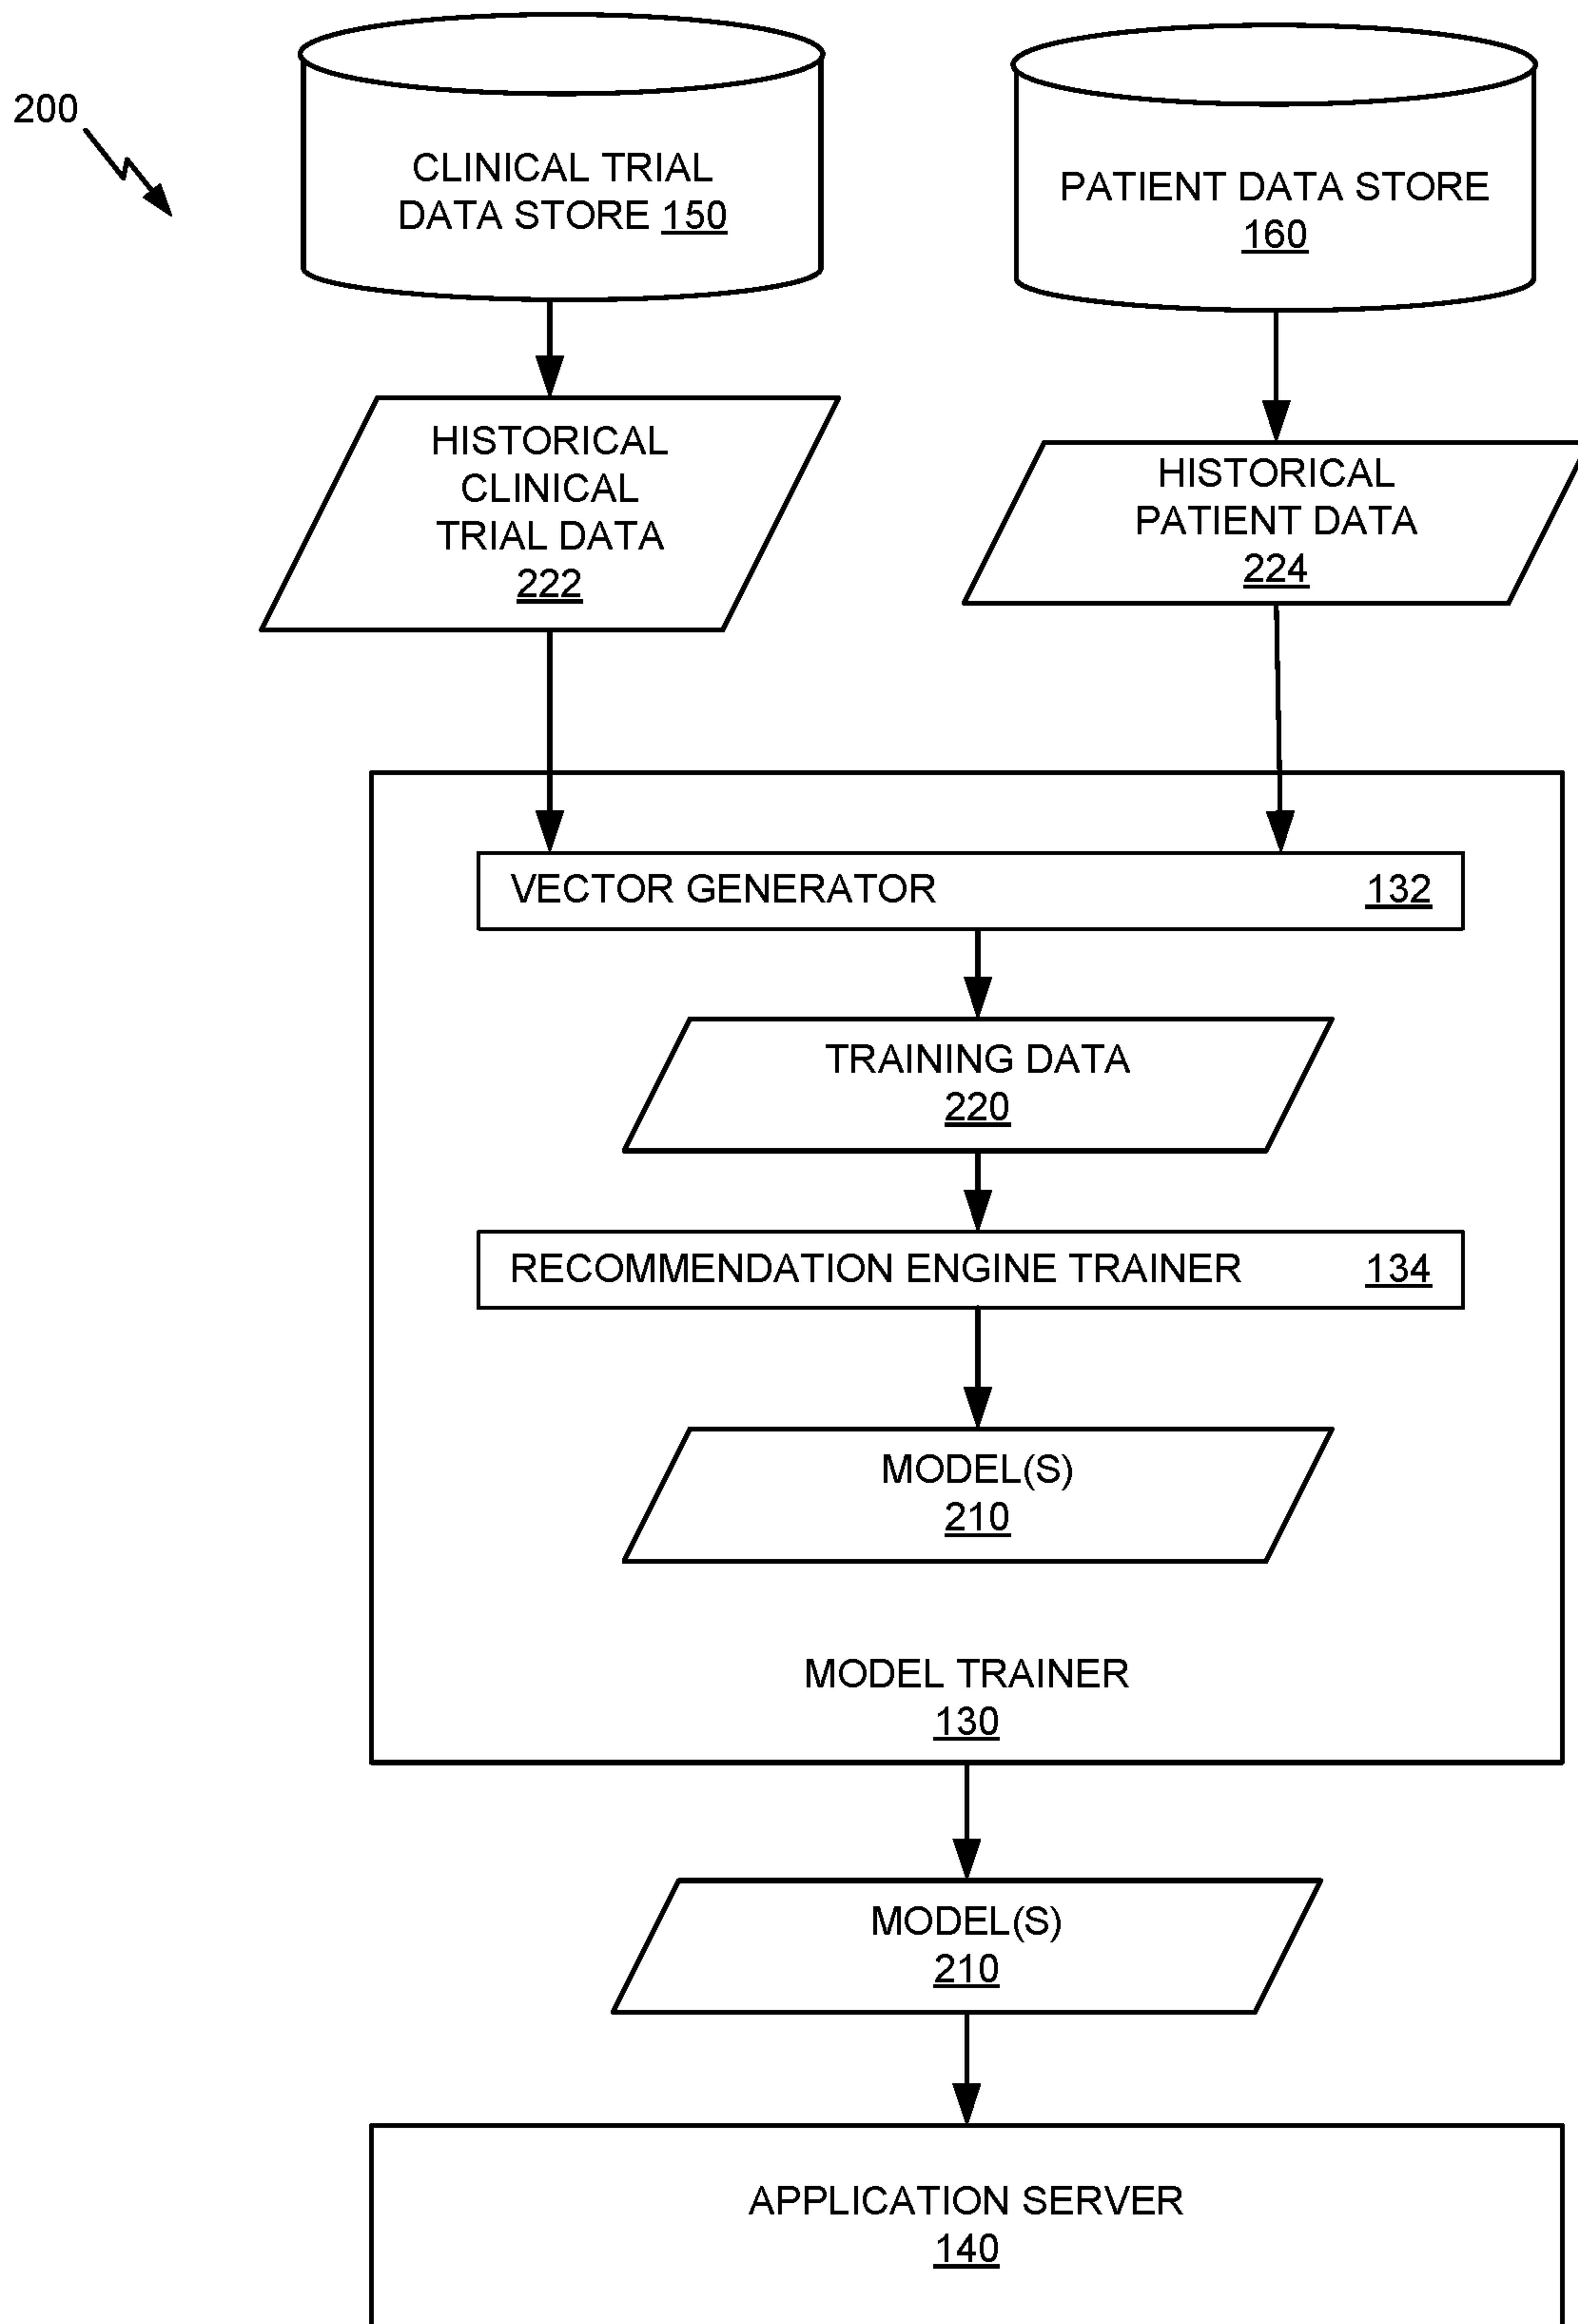 200
CLINICAL TRIAL
DATA STORE 150
PATIENT DATA STORE
160
HISTORICAL
CLINICAL
TRIAL DATA
222
HISTORICAL
PATIENT DATA
224
VECTOR GENERATOR 132
TRAINING DATA
220
RECOMMENDATION ENGINE TRAINER 134
MODEL(S)
210
MODEL TRAINER
130
MODEL(S)
210
APPLICATION SERVER
140